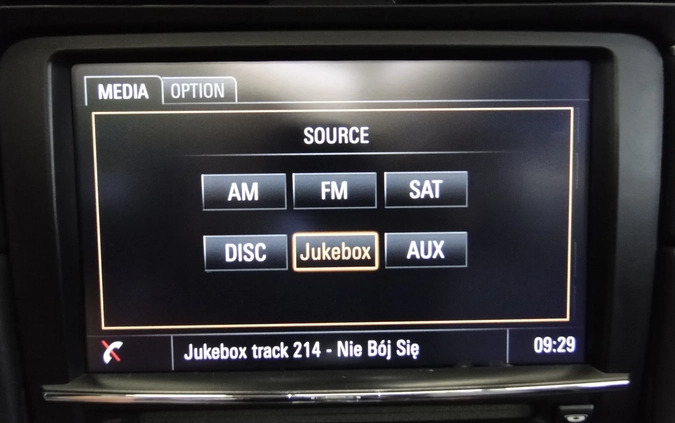 MEDIA OPTION
SOURCE
AM FM SAT
DISC Jukebox AUX
Jukebox track 214 - Nie Bój Się 09:29